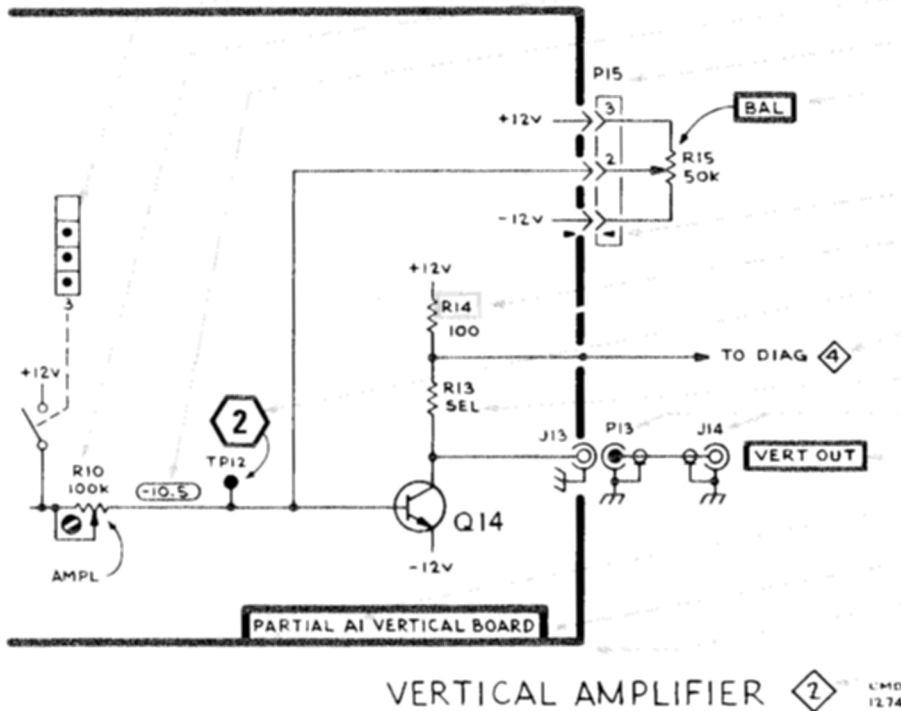 P15
3
+12V
BAL
2
R15
50K
-12V
3
+12V
R14
100
TO DIAG 4
R13
SEL
+12V
2
TP12
J13
P13
J14
VERT OUT
R10
100K
-10.5
Q14
AMPL
-12V
PARTIAL A1 VERTICAL BOARD
VERTICAL AMPLIFIER 2
CMD
1274